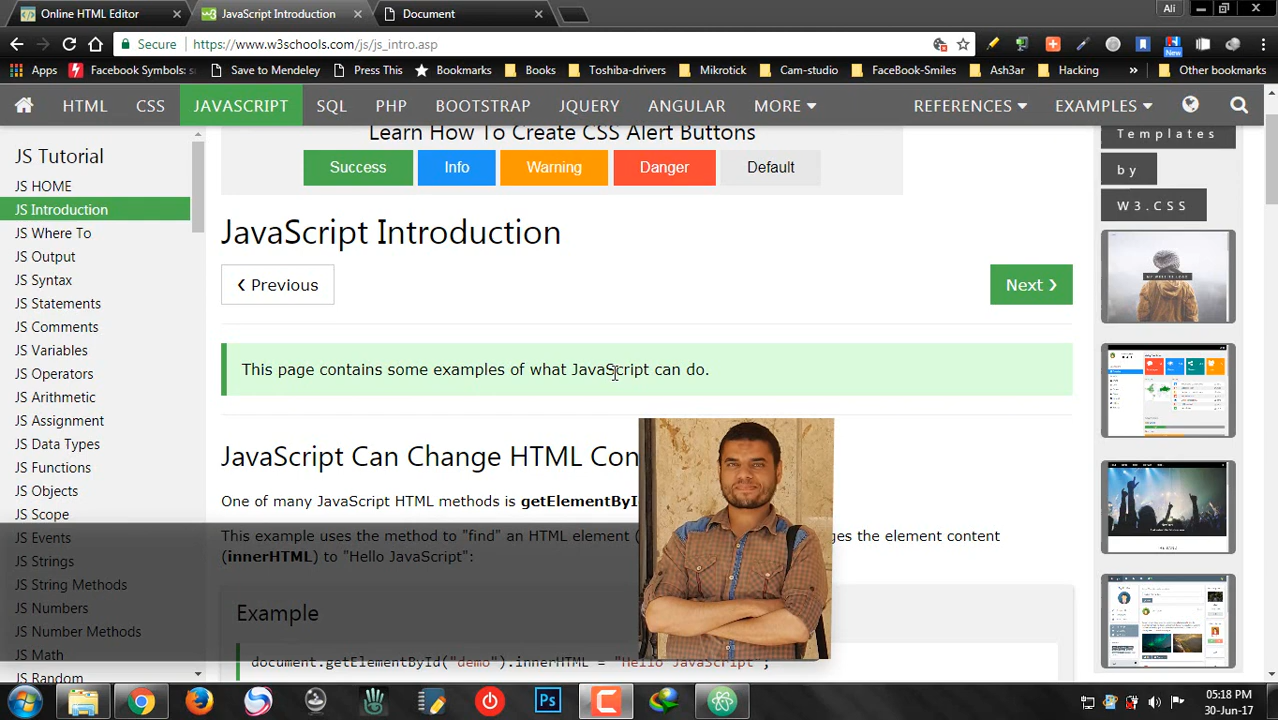 Online HTML Editor
JavaScript Introduction
Document
Ali
Secure
https://www.w3schools.com/js/js_intro.asp
New
Apps
Facebook Symbols: su
Save to Mendeley
Press This
Bookmarks
Books
Toshiba-drivers
Mikrotick
Cam-studio
FaceBook-Smiles
Ash3ar
Hacking
»
Other bookmarks
HTML
CSS
JAVASCRIPT
SQL
PHP
BOOTSTRAP
JQUERY
ANGULAR
MORE
REFERENCES
EXAMPLES
JS Tutorial
JS HOME
JS Introduction
JS Where To
JS Output
JS Syntax
JS Statements
JS Comments
JS Variables
JS Operators
JS Arithmetic
JS Assignment
JS Data Types
JS Functions
JS Objects
JS Scope
JS Events
JS Strings
JS String Methods
JS Numbers
JS Number Methods
JS Math
JS Random
Learn How To Create CSS Alert Buttons
Success
Info
Warning
Danger
Default
JavaScript Introduction
❮ Previous
Next ❯
This page contains some examples of what JavaScript can do.
JavaScript Can Change HTML Con
One of many JavaScript HTML methods is getElementByI
This example uses the method to "find" an HTML element ges the element content
(innerHTML) to "Hello JavaScript":
Example
document.getElementById("demo").innerHTML = "Hello JavaScript";
Templates
by
W3.CSS
Ps
05:18 PM
30-Jun-17